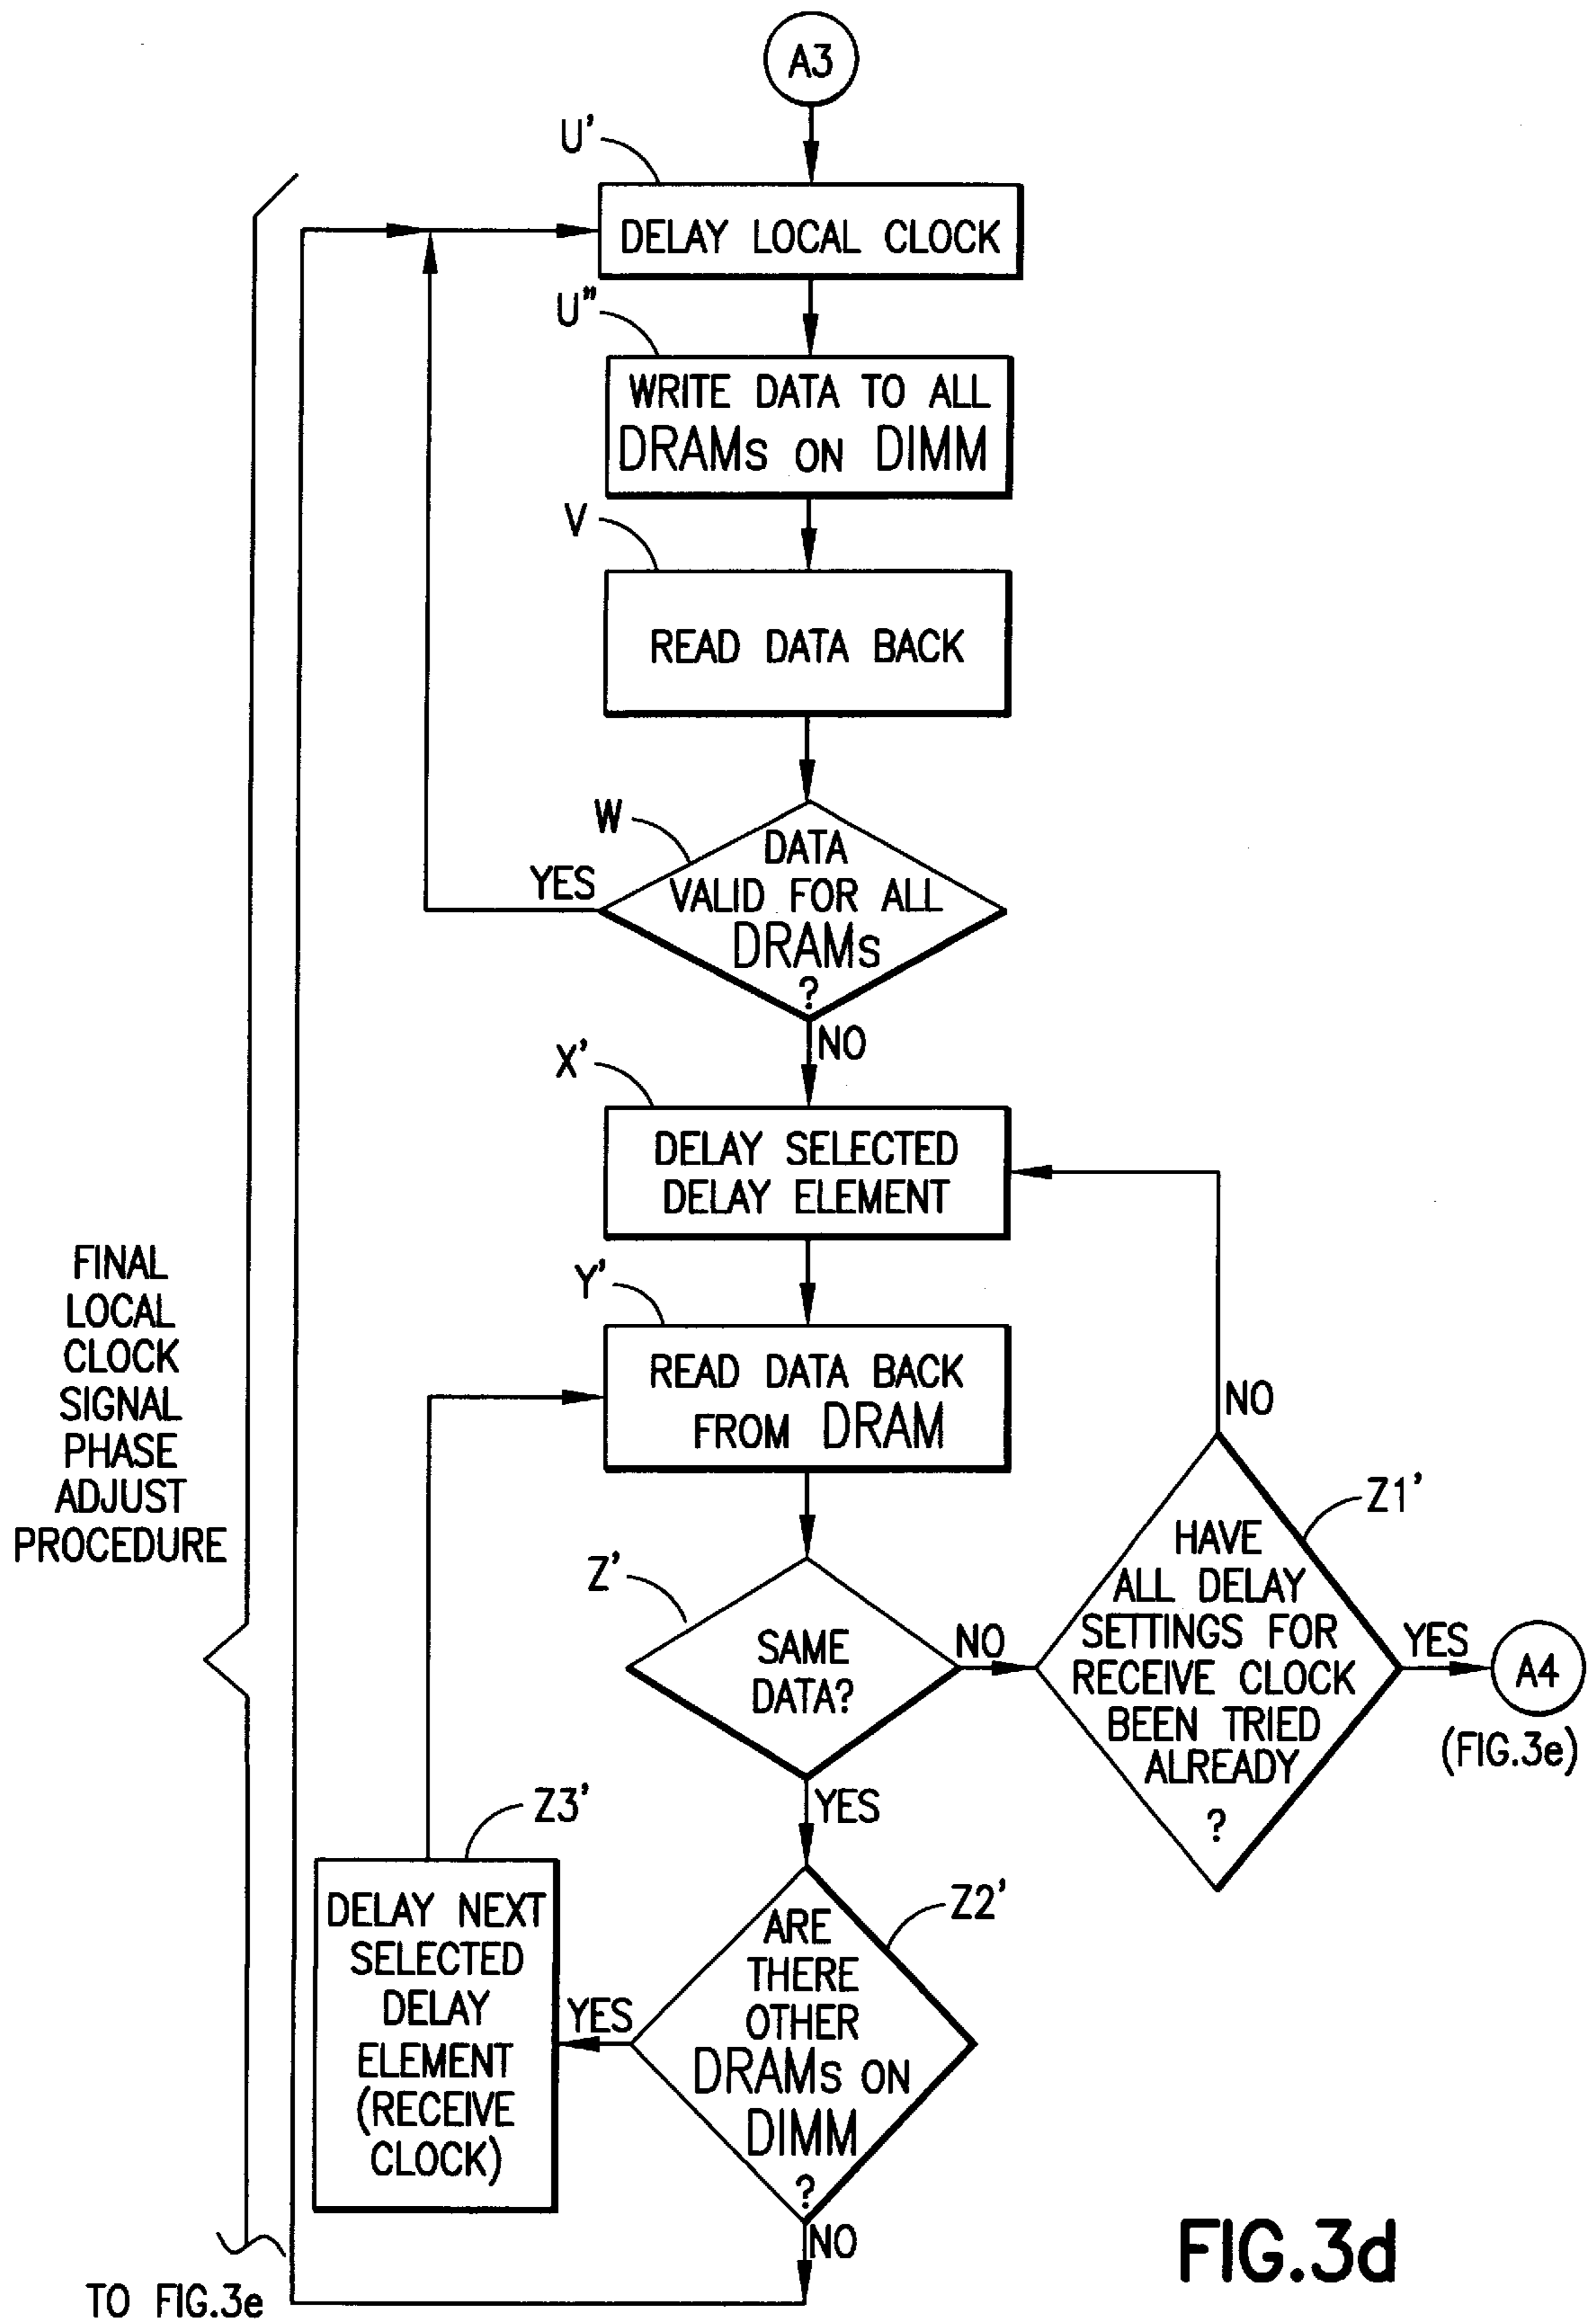 A3
U'
DELAY LOCAL CLOCK
U"
WRITE DATA TO ALL
DRAMs ON DIMM
V
READ DATA BACK
W
DATA
VALID FOR ALL
DRAMs
?
YES
NO
X'
DELAY SELECTED
DELAY ELEMENT
Y'
READ DATA BACK
FROM DRAM
Z'
SAME
DATA?
NO
YES
Z1'
HAVE
ALL DELAY
SETTINGS FOR
RECEIVE CLOCK
BEEN TRIED
ALREADY
?
NO
YES
A4
(FIG.3e)
Z2'
ARE
THERE
OTHER
DRAMs ON
DIMM
?
YES
NO
Z3'
DELAY NEXT
SELECTED
DELAY
ELEMENT
(RECEIVE
CLOCK)
FINAL
LOCAL
CLOCK
SIGNAL
PHASE
ADJUST
PROCEDURE
TO FIG.3e
FIG.3d